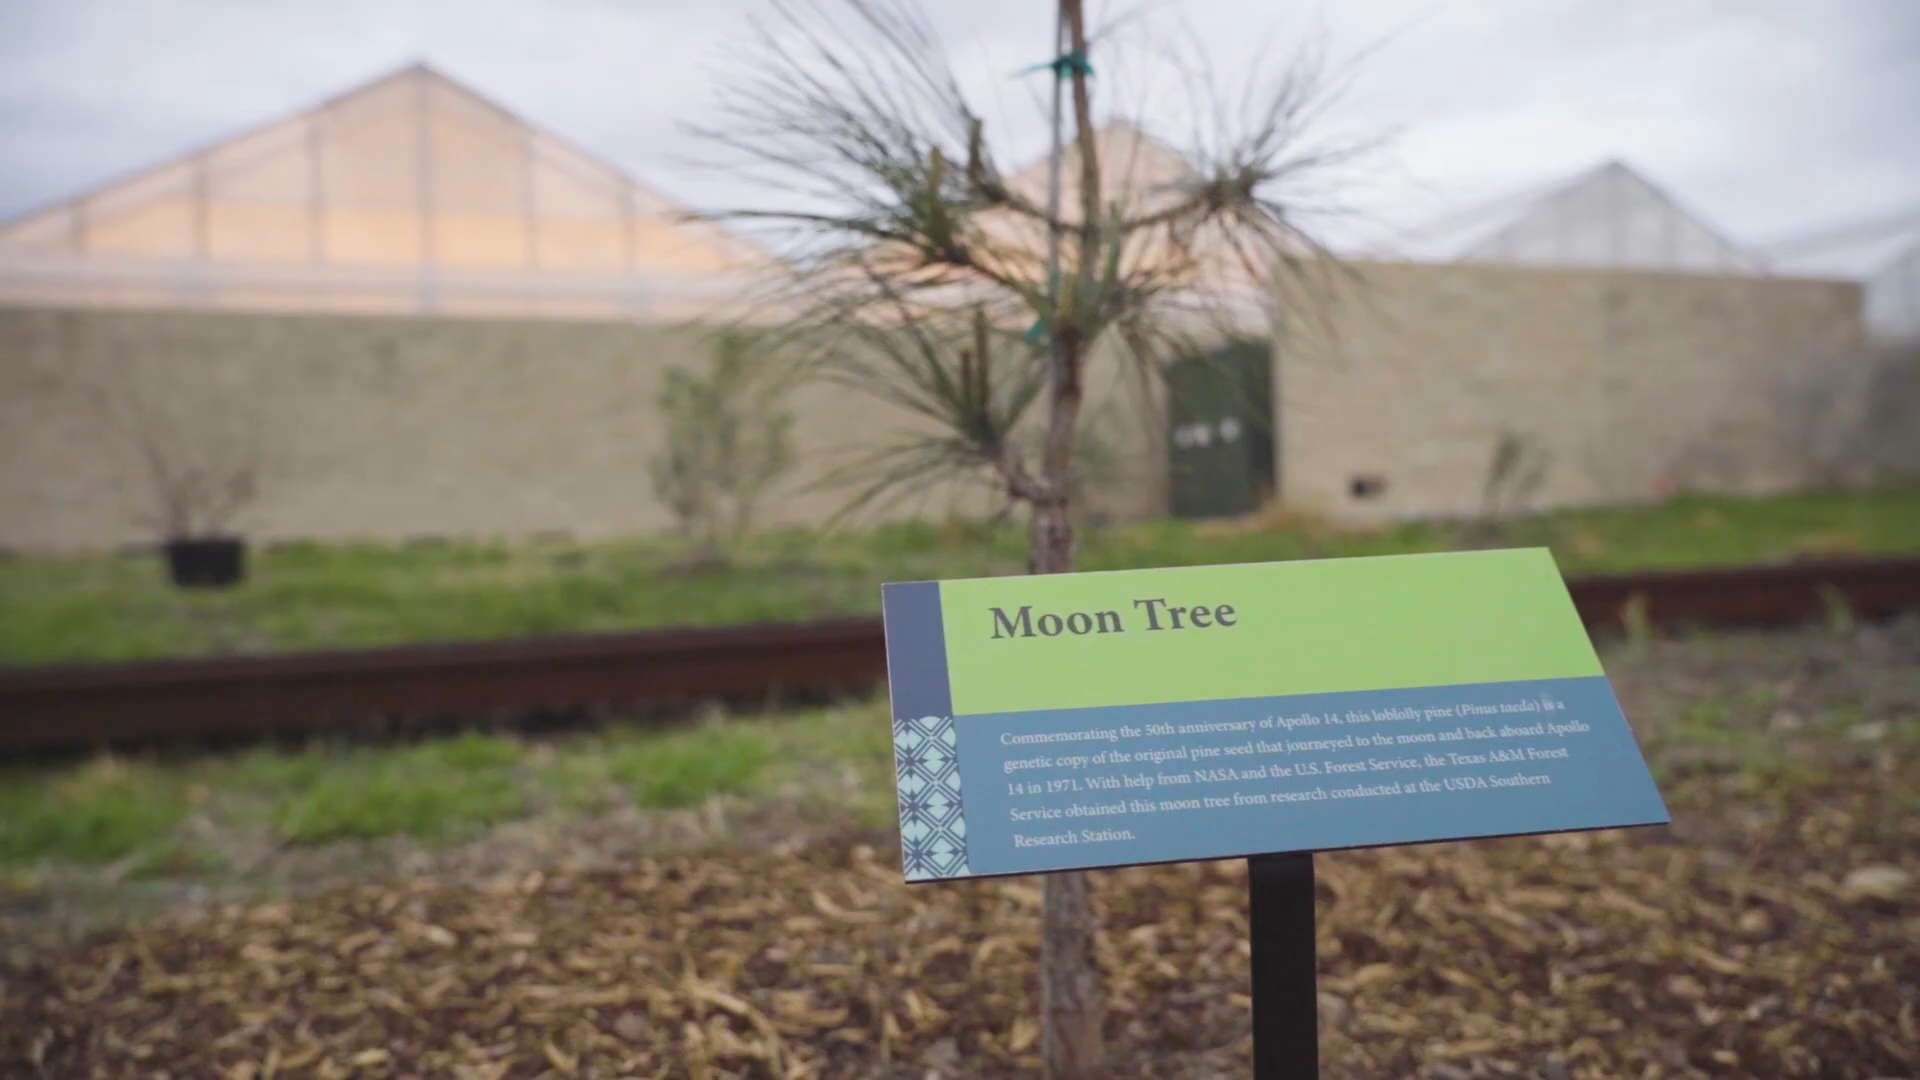 Moon Tree
Commemorating the 50th anniversary of Apollo 14, this loblolly pine (Pinus taeda) is a
genetic copy of the original pine seed that journeyed to the moon and back aboard Apollo
14 in 1971. With help from NASA and the U.S. Forest Service, the Texas A&M Forest
Service obtained this moon tree from research conducted at the USDA Southern
Research Station.